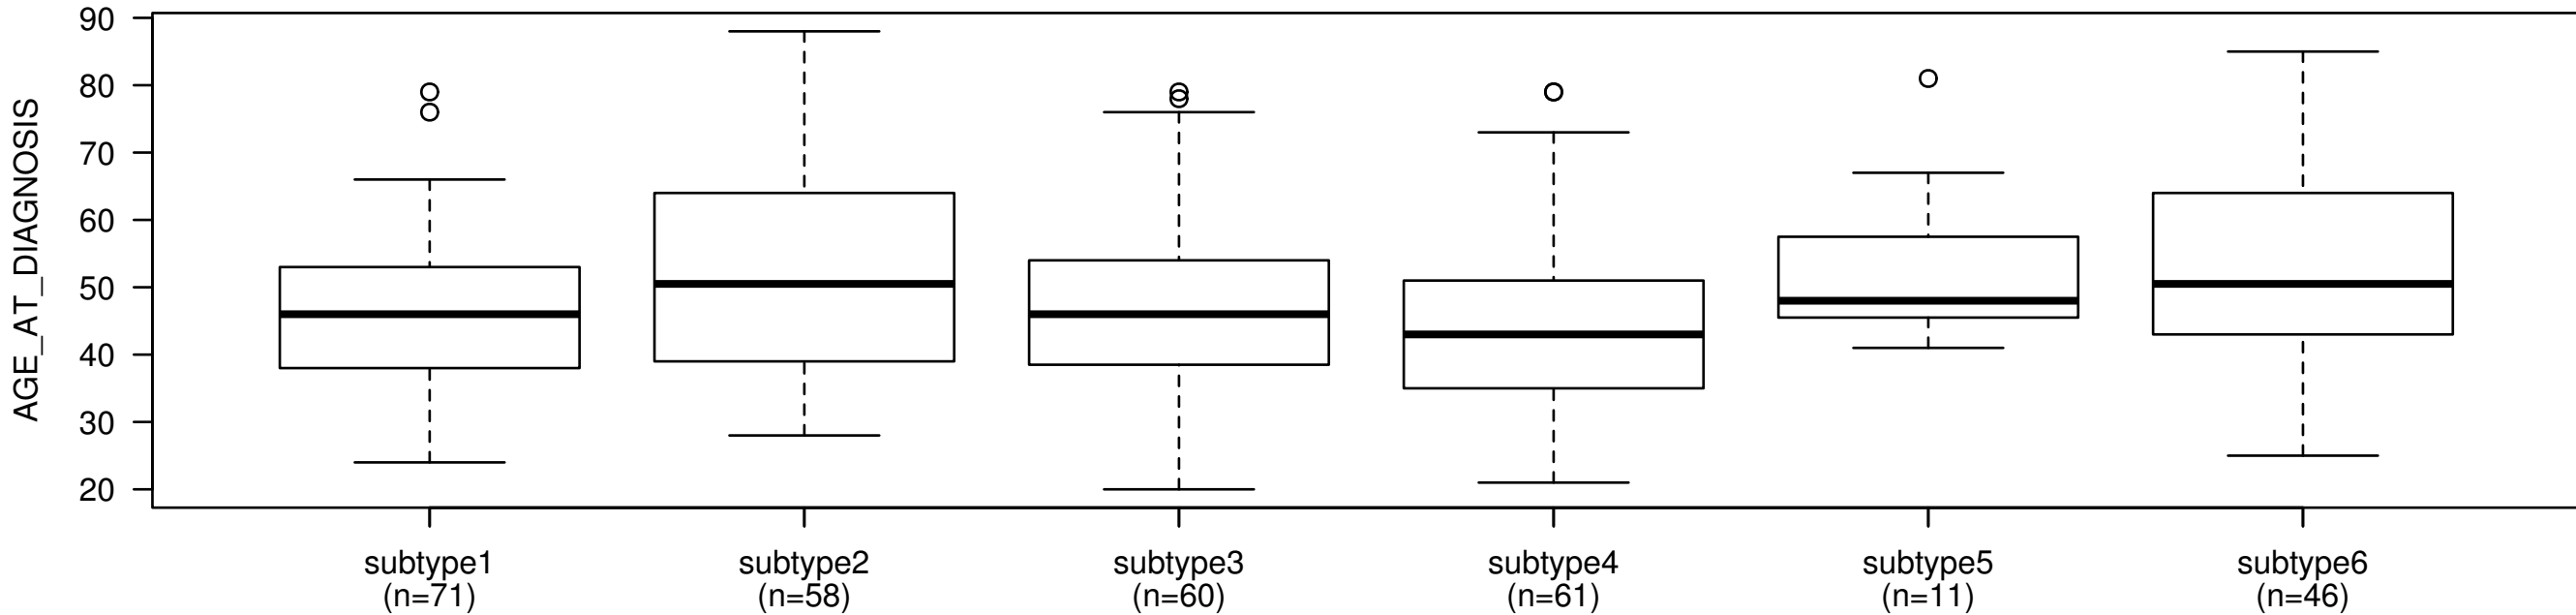 AGE_AT_DIAGNOSIS
90
80
70
60
50
40
30
20
subtype1 subtype2 subtype3 subtype4 subtype5 subtype6
(n=71) (n=58) (n=60) (n=61) (n=11) (n=46)